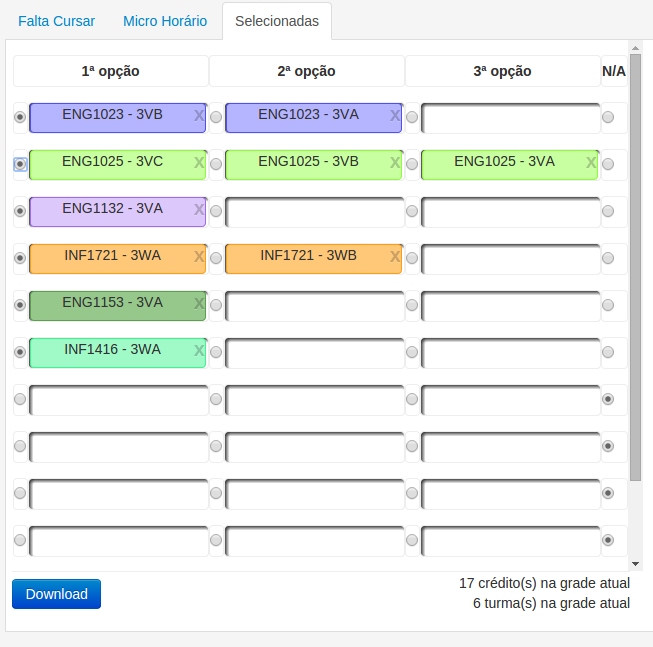 Falta Cursar Micro Horário Selecionadas
1ª opção 2ª opção 3ª opção N/A
ENG1023 - 3VB X ENG1023 - 3VA X
ENG1025 - 3VC X ENG1025 - 3VB X ENG1025 - 3VA X
ENG1132 - 3VA X
INF1721 - 3WA X INF1721 - 3WB X
ENG1153 - 3VA X
INF1416 - 3WA X
Download 17 crédito(s) na grade atual
6 turma(s) na grade atual